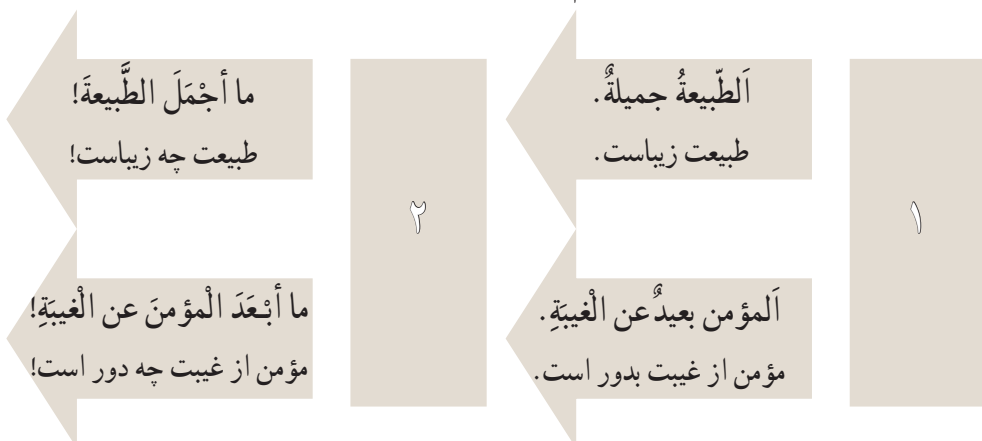 ١
اَلطّبیعةُ جمیلةٌ.
طبیعت زیباست.
اَلمؤمن بعیدٌ عن الْغیبَةِ.
مؤمن از غیبت بدور است.
٢
ما أجْمَلَ الطَّبیعةَ!
طبیعت چه زیباست!
ما أبْعَدَ الْمؤمنَ عن الْغیبَةِ!
مؤمن از غیبت چه دور است!